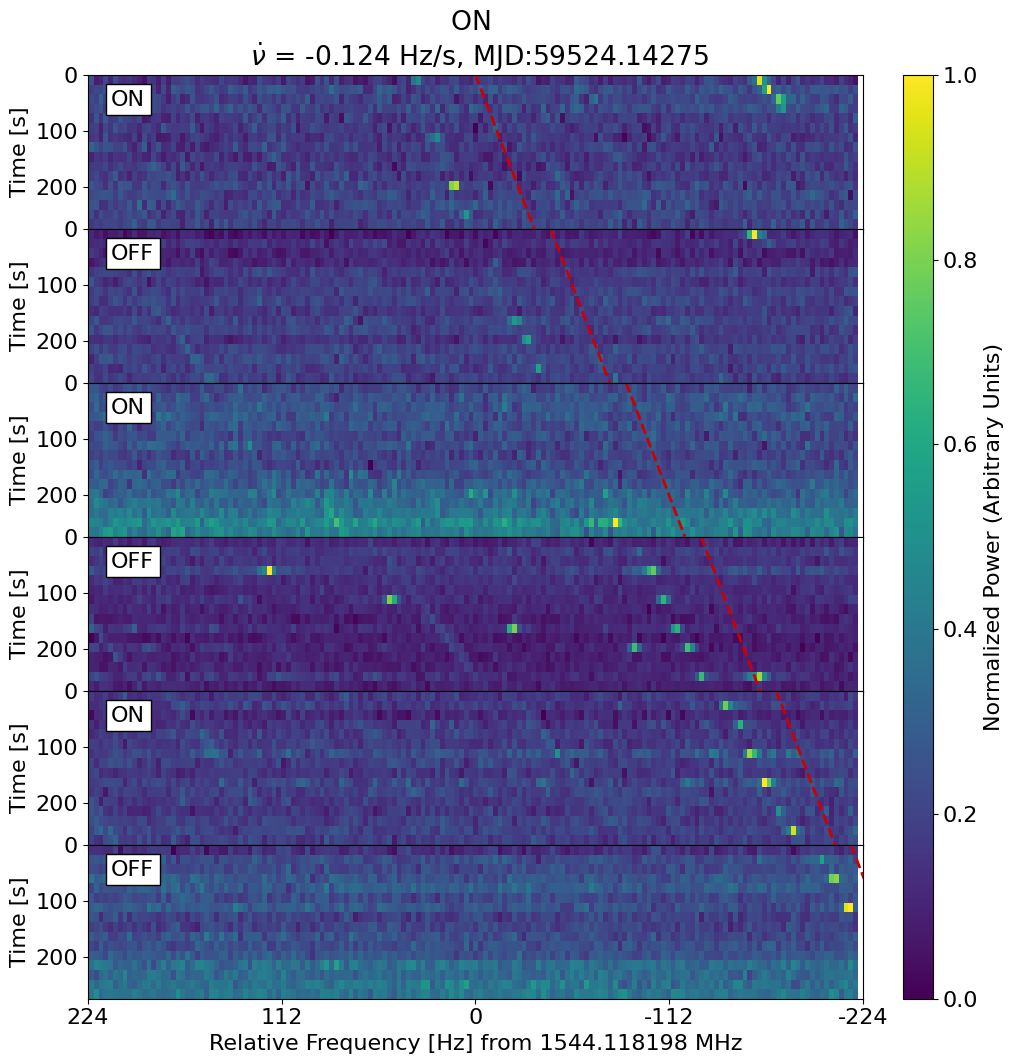 ON
ν̇ = -0.124 Hz/s, MJD:59524.14275
0
ON
100
Time [s]
200
0
OFF
100
Time [s]
200
0
ON
100
Time [s]
200
0
OFF
100
Time [s]
200
0
ON
100
Time [s]
200
0
OFF
100
Time [s]
200
224 112 0 -112 -224
Relative Frequency [Hz] from 1544.118198 MHz
1.0
0.8
0.6
0.4
0.2
0.0
Normalized Power (Arbitrary Units)